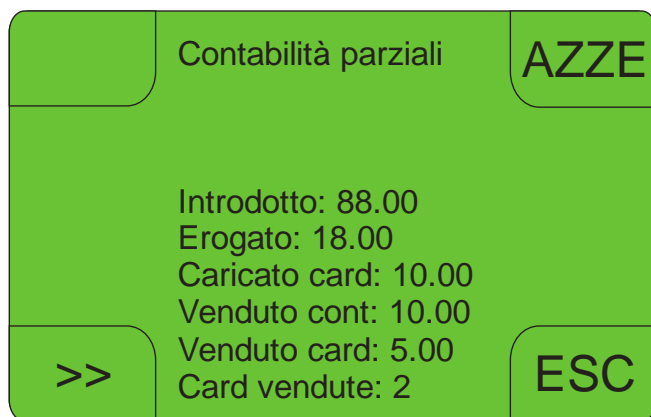 Contabilità parziali
AZZE
Introdotto: 88.00
Erogato: 18.00
Caricato card: 10.00
Venduto cont: 10.00
Venduto card: 5.00
Card vendute: 2
>>
ESC